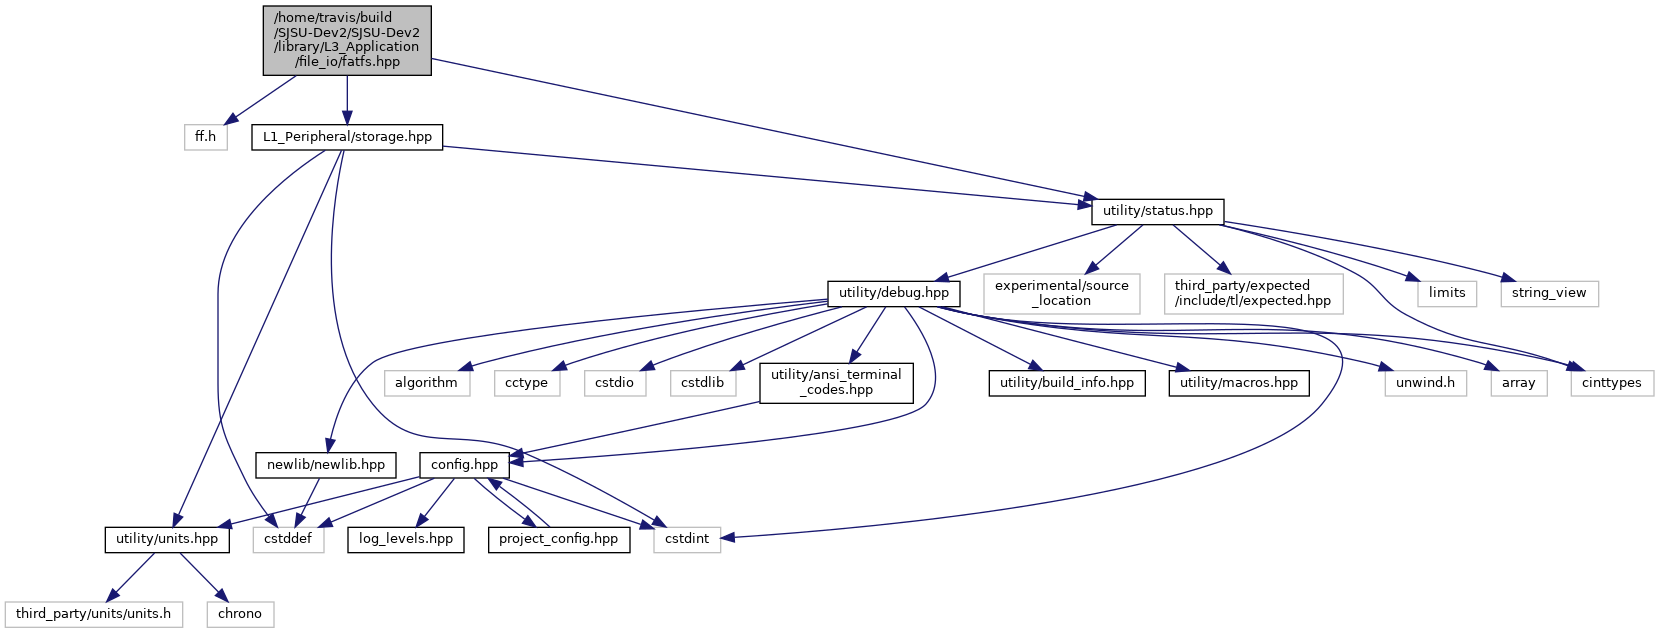 /home/travis/build
/SJSU-Dev2/SJSU-Dev2
/library/L3_Application
/file_io/fatfs.hpp
ff.h
L1_Peripheral/storage.hpp
utility/status.hpp
utility/debug.hpp
experimental/source
_location
third_party/expected
/include/tl/expected.hpp
limits
string_view
algorithm
cctype
cstdio
cstdlib
utility/ansi_terminal
_codes.hpp
utility/build_info.hpp
utility/macros.hpp
unwind.h
array
cinttypes
newlib/newlib.hpp
config.hpp
utility/units.hpp
cstddef
log_levels.hpp
project_config.hpp
cstdint
third_party/units/units.h
chrono